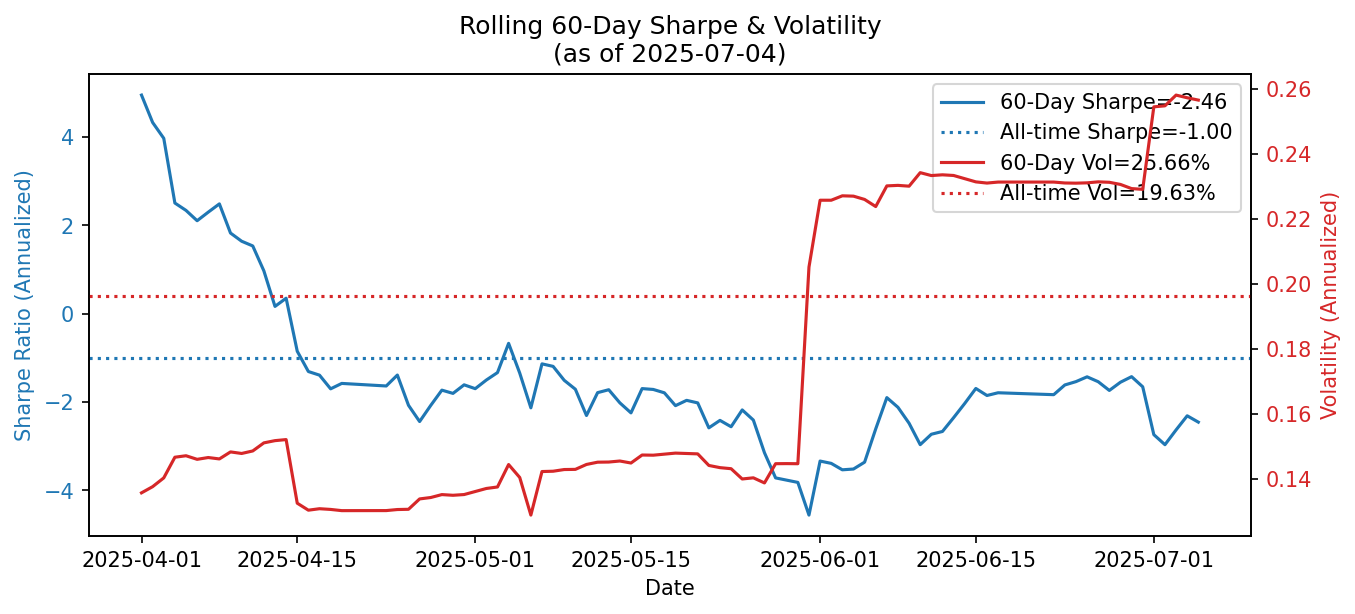 Rolling 60-Day Sharpe & Volatility
(as of 2025-07-04)
60-Day Sharpe=-2.46
All-time Sharpe=-1.00
60-Day Vol=25.66%
All-time Vol=19.63%
Sharpe Ratio (Annualized)
4
2
0
−2
−4
Volatility (Annualized)
0.26
0.24
0.22
0.20
0.18
0.16
0.14
2025-04-01 2025-04-15 2025-05-01 2025-05-15 2025-06-01 2025-06-15 2025-07-01
Date